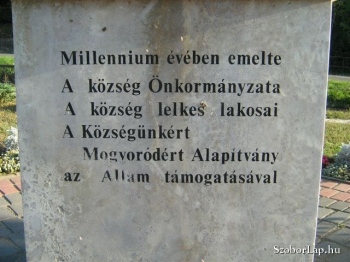 Millennium évében emelte
A község Önkormányzata
A község lelkes lakosai
A Községünkért
Mogyoródért Alapítvány
az Állam támogatásával
SzoborLap.hu